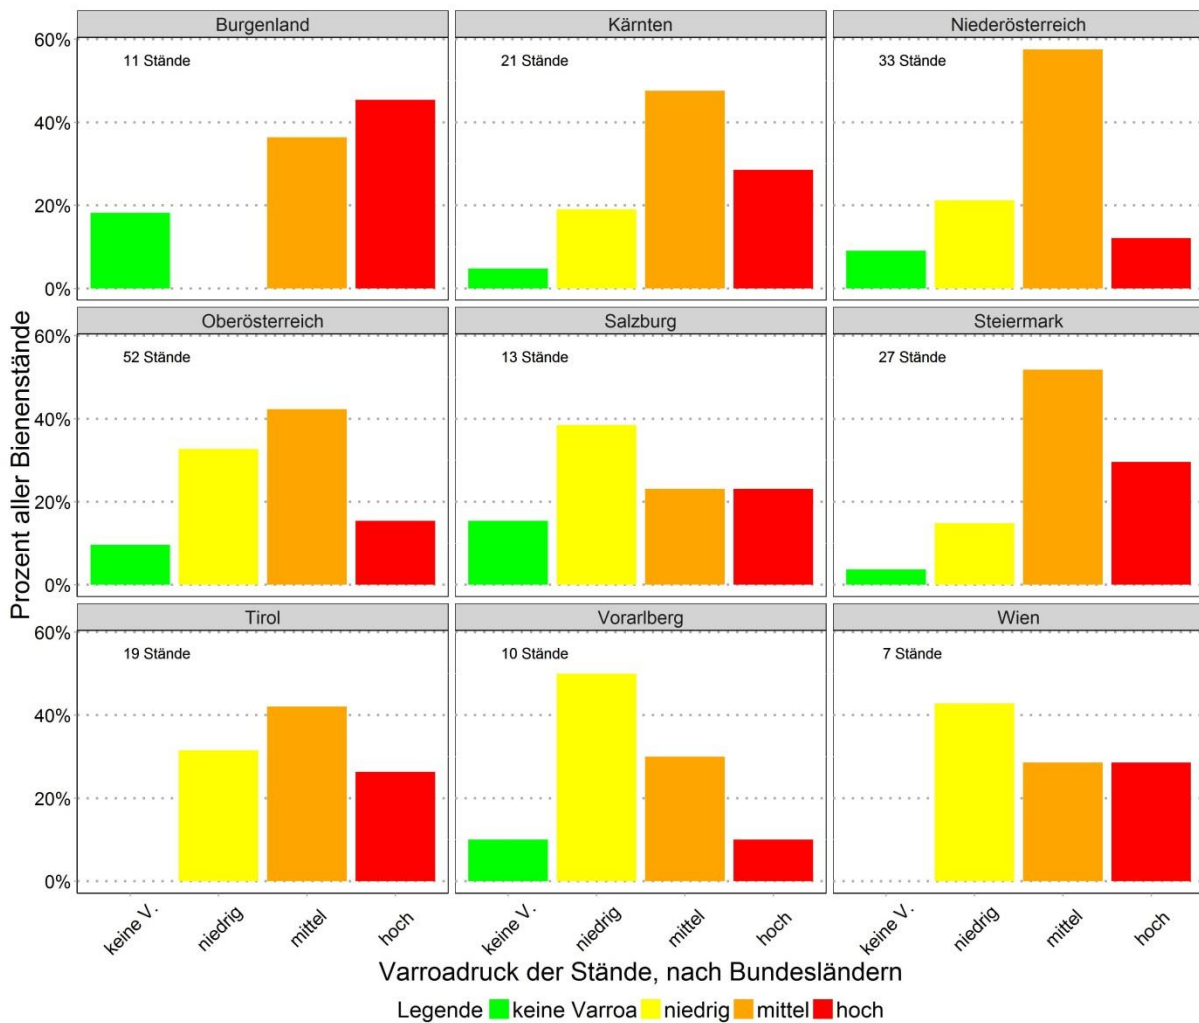 Burgenland
Kärnten
Niederösterreich
60%
40%
20%
0%
11 Stände
21 Stände
33 Stände
Oberösterreich
Salzburg
Steiermark
60%
40%
20%
0%
52 Stände
13 Stände
27 Stände
Tirol
Vorarlberg
Wien
60%
40%
20%
0%
19 Stände
10 Stände
7 Stände
Prozent aller Bienenstände
keine V. niedrig mittel hoch
keine V. niedrig mittel hoch
keine V. niedrig mittel hoch
Varroadruck der Stände, nach Bundesländern
Legende keine Varroa niedrig mittel hoch